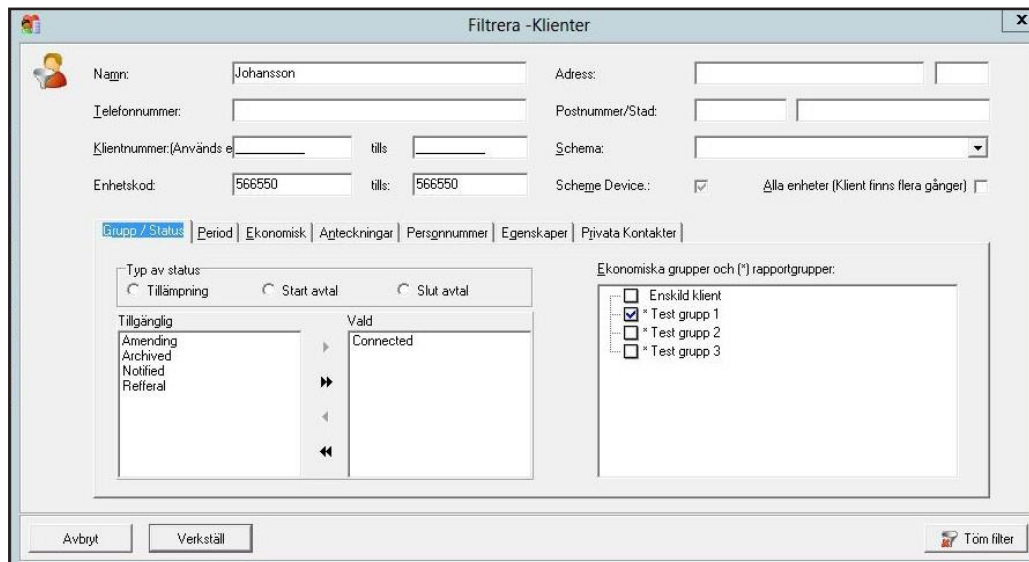 Filtrera -Klienter
x
Namn: Johansson Adress:
Telefonnummer: Postnummer/Stad:
Klientnummer:(Används e tills Schema:
Enhetskod: 566550 tills: 566550 Scheme Device.: Alla enheter (Klient finns flera gånger)
Grupp / Status Period Ekonomisk Anteckningar Personnummer Egenskaper Privata Kontakter
Typ av status
Tillämpning Start avtal Slut avtal
Tillgänglig
Amending
Archived
Notified
Refferal
Vald
Connected
Ekonomiska grupper och (*) rapportgrupper:
Enskild klient
* Test grupp 1
* Test grupp 2
* Test grupp 3
Avbryt Verkställ Töm filter